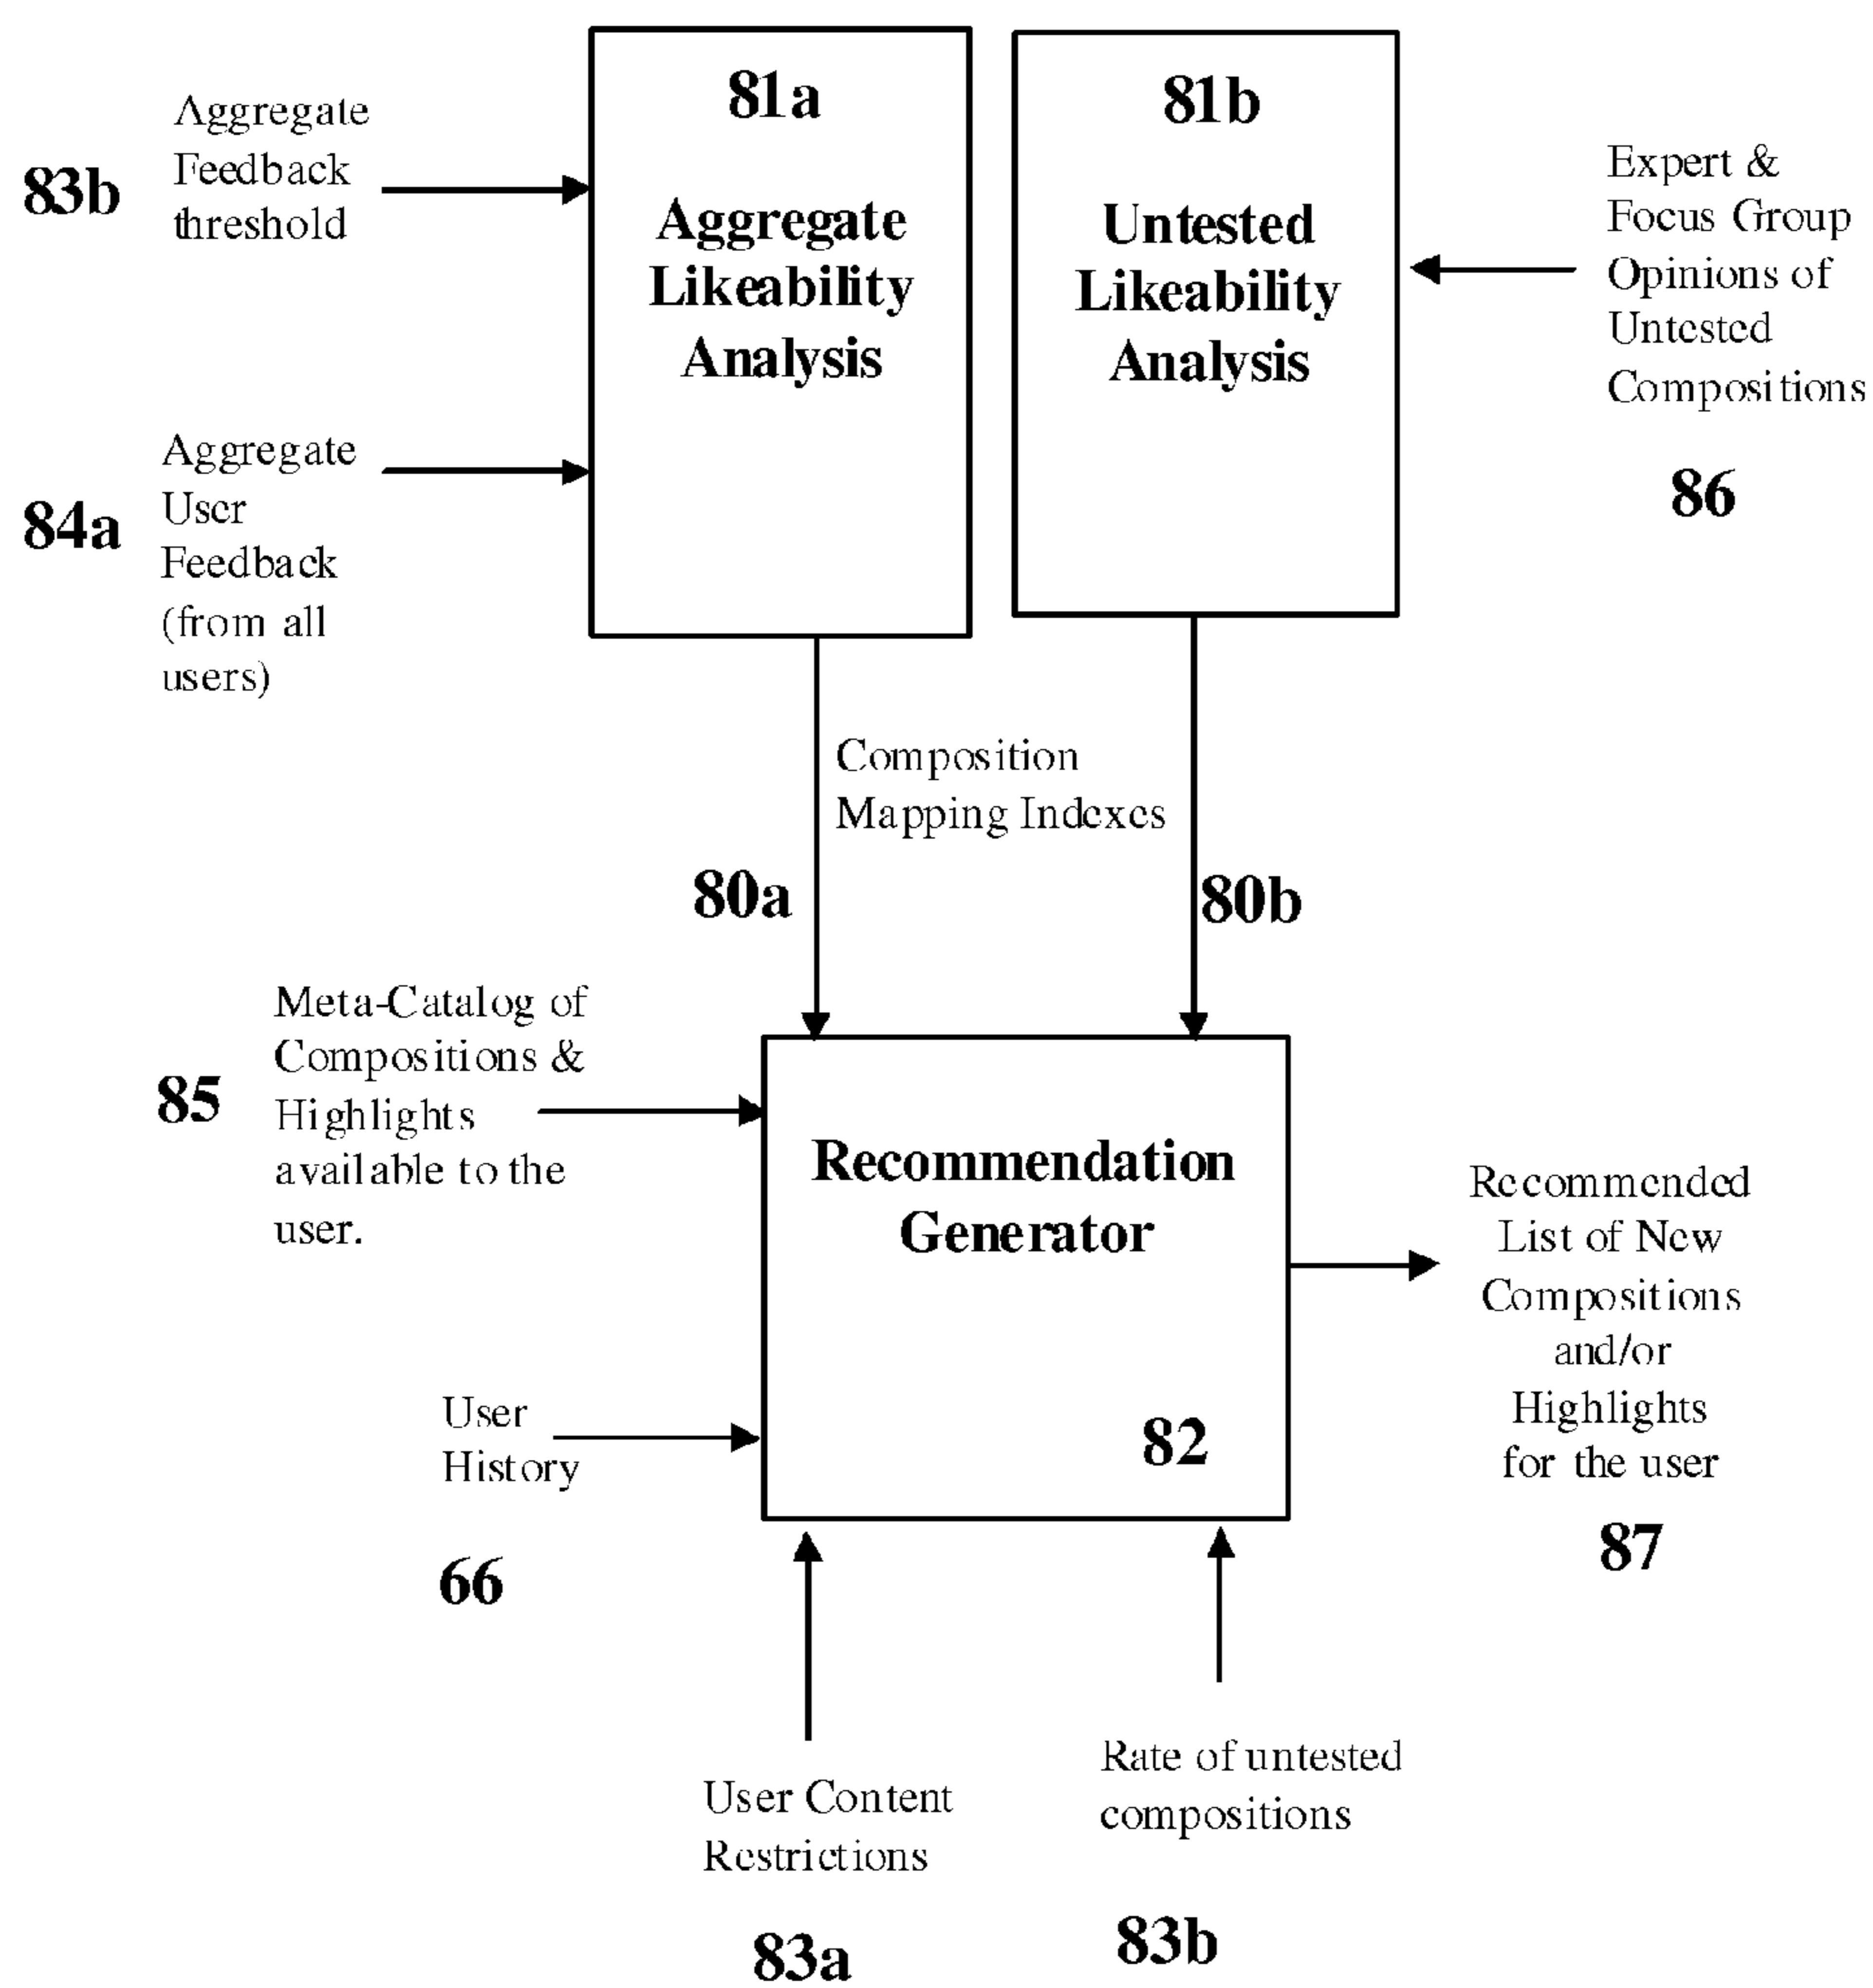 81a
Aggregate
Likeability
Analysis
81b
Untested
Likeability
Analysis
83b
Aggregate
Feedback
threshold
84a
Aggregate
User
Feedback
(from all
users)
Expert &
Focus Group
Opinions of
Untested
Compositions
86
Composition
Mapping Indexes
80a
80b
85
Meta-Catalog of
Compositions &
Highlights
available to the
user.
Recommendation
Generator
82
User
History
66
Recommended
List of New
Compositions
and/or
Highlights
for the user
87
User Content
Restrictions
83a
Rate of untested
compositions
83b